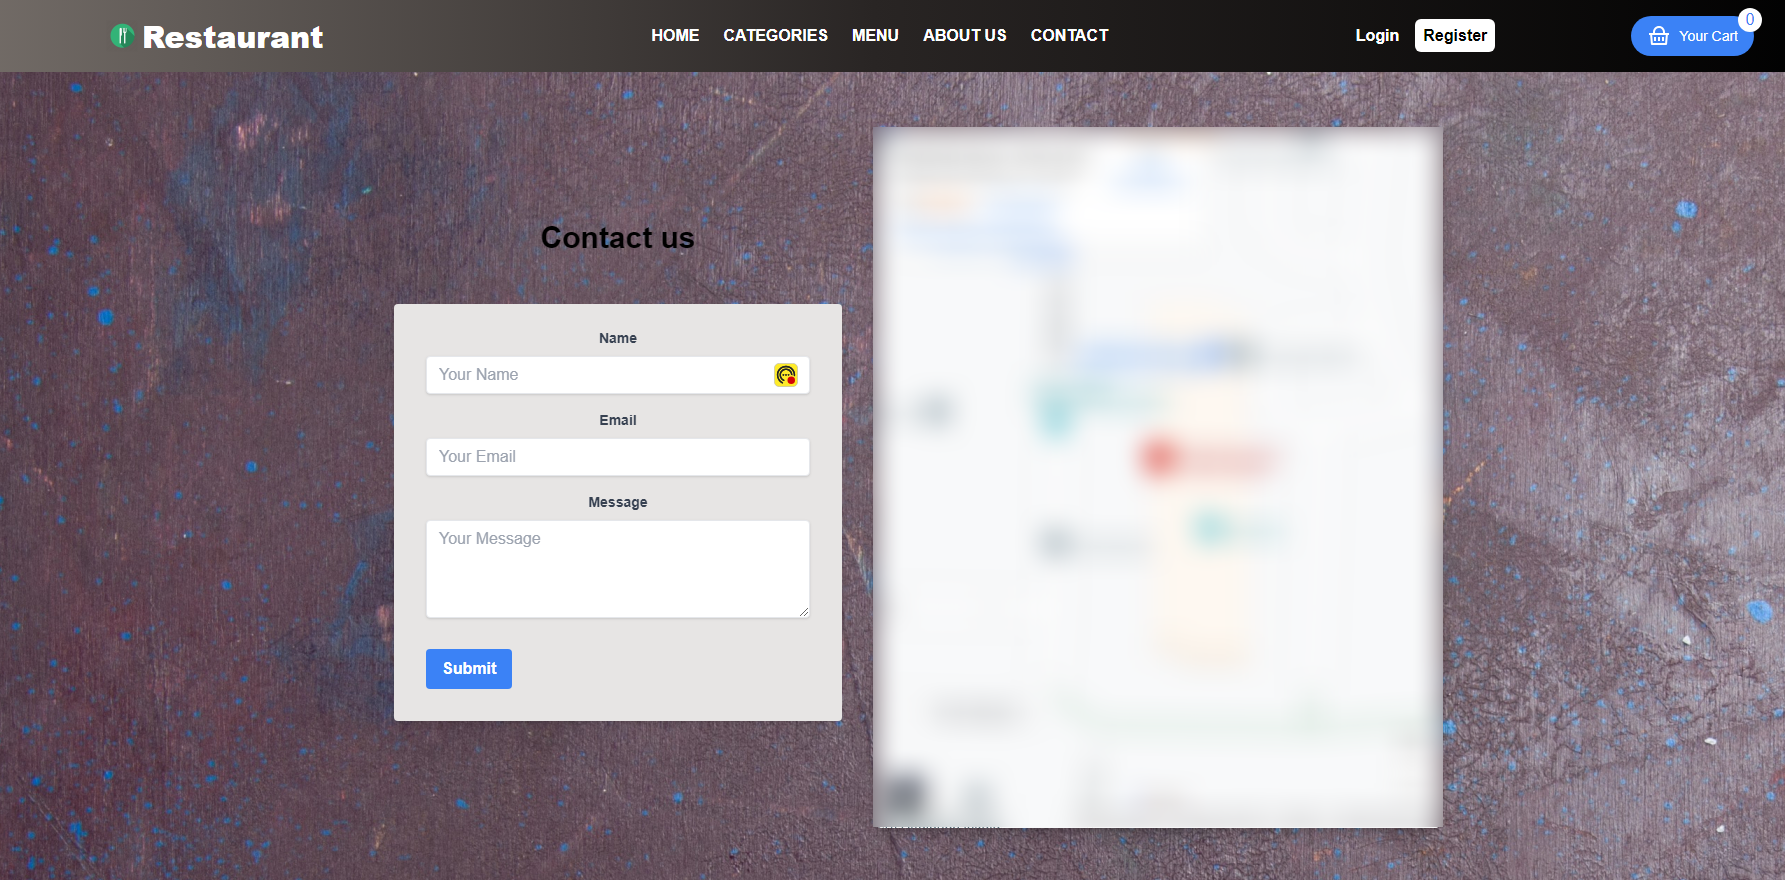 Restaurant
HOME CATEGORIES MENU ABOUT US CONTACT
Login Register
0
Your Cart
Contact us
Name
Your Name
Email
Your Email
Message
Your Message
Submit